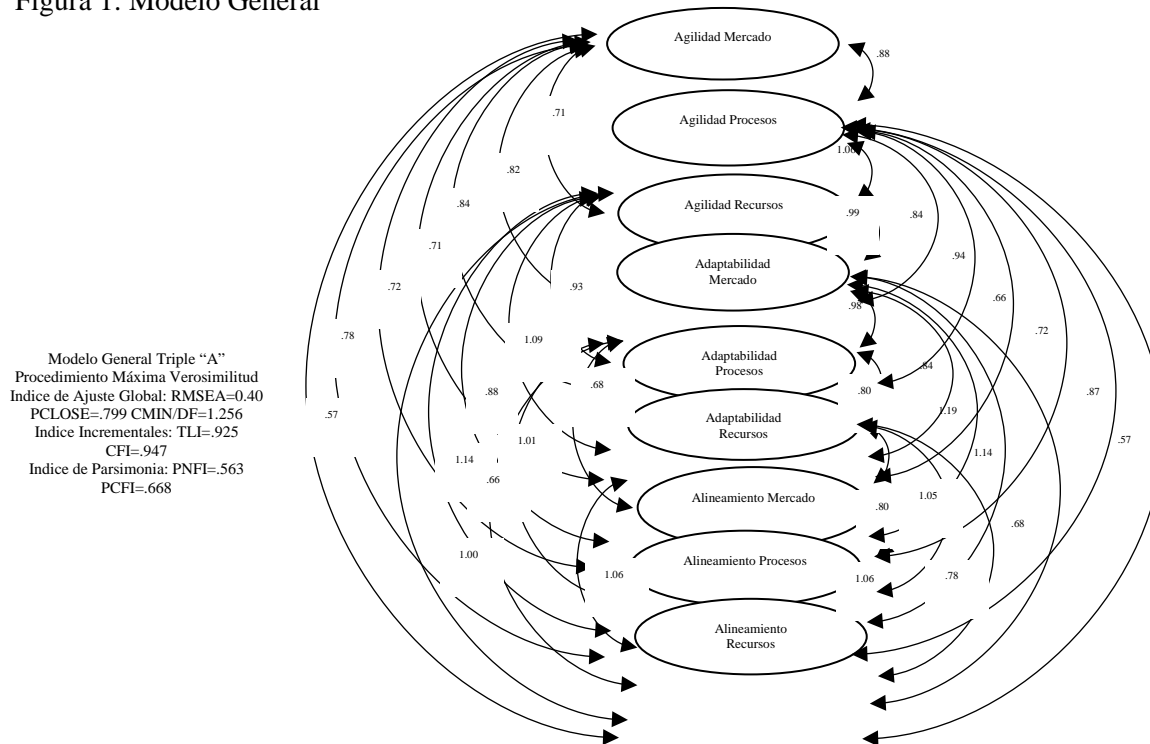 Figura 1. Modelo General
Agilidad Mercado
.88
.71
Agilidad Procesos
1.06
.82
.84
Agilidad Recursos
.99
.84
.71
.94
Adaptabilidad
Mercado
.72
.93
.98
.66
.78
1.09
.72
Modelo General Triple “A”
Procedimiento Máxima Verosimilitud
Indice de Ajuste Global: RMSEA=0.40
PCLOSE=.799 CMIN/DF=1.256
Indice Incrementales: TLI=.925
CFI=.947
Indice de Parsimonia: PNFI=.563
PCFI=.668
Adaptabilidad
Procesos
.84
.68
.88
.80
.87
.57
Adaptabilidad
Recursos
1.19
1.01
.57
1.14
.66
1.14
Alineamiento Mercado
.80
1.05
.68
1.00
Alineamiento Procesos
1.06
1.06
.78
Alineamiento
Recursos